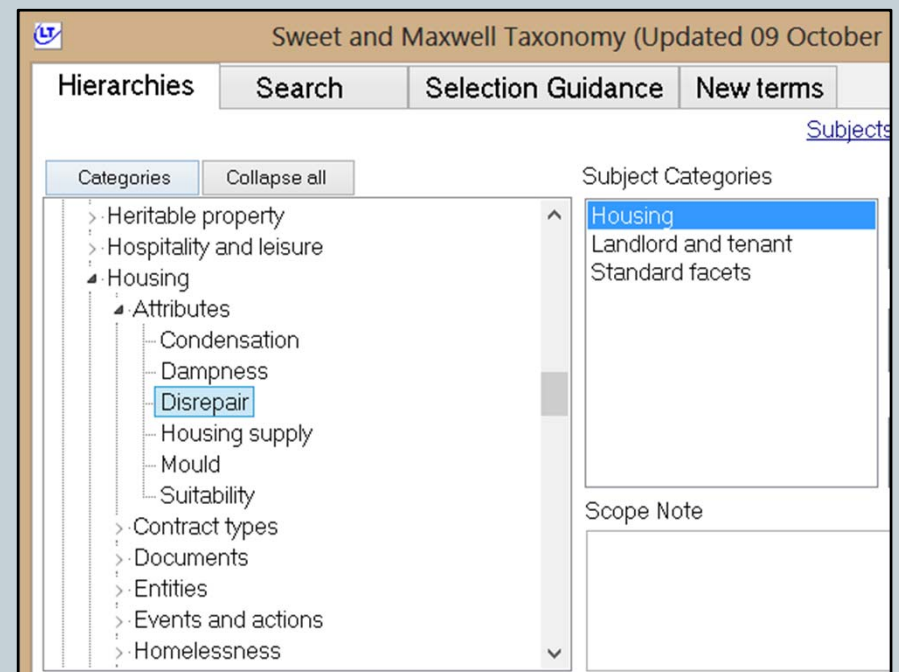 LT
Sweet and Maxwell Taxonomy (Updated 09 October
Hierarchies Search Selection Guidance New terms
Subjects
Categories Collapse all
Subject Categories
Heritable property
Hospitality and leisure
Housing
Attributes
Condensation
Dampness
Disrepair
Housing supply
Mould
Suitability
Contract types
Documents
Entities
Events and actions
Homelessness
Housing
Landlord and tenant
Standard facets
Scope Note